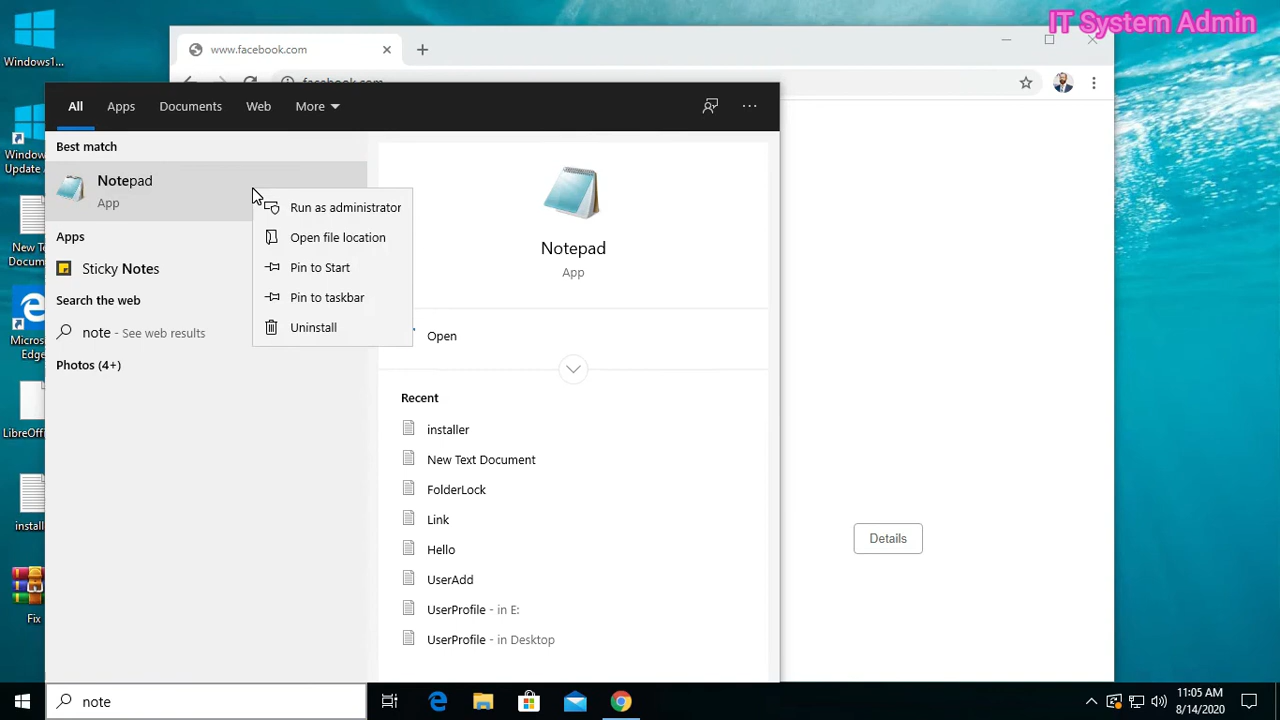 IT System Admin
Windows1...
www.facebook.com
facebook.com
All Apps Documents Web More
Best match
Notepad
App
Apps
Sticky Notes
Search the web
note - See web results
Photos (4+)
Run as administrator
Open file location
Pin to Start
Pin to taskbar
Uninstall
Notepad
App
Open
Recent
installer
New Text Document
FolderLock
Link
Hello
UserAdd
UserProfile - in E:
UserProfile - in Desktop
Details
Window
Update
New T
Docum
Micros
Edge
LibreOffi
install
Fix
note
11:05 AM
8/14/2020